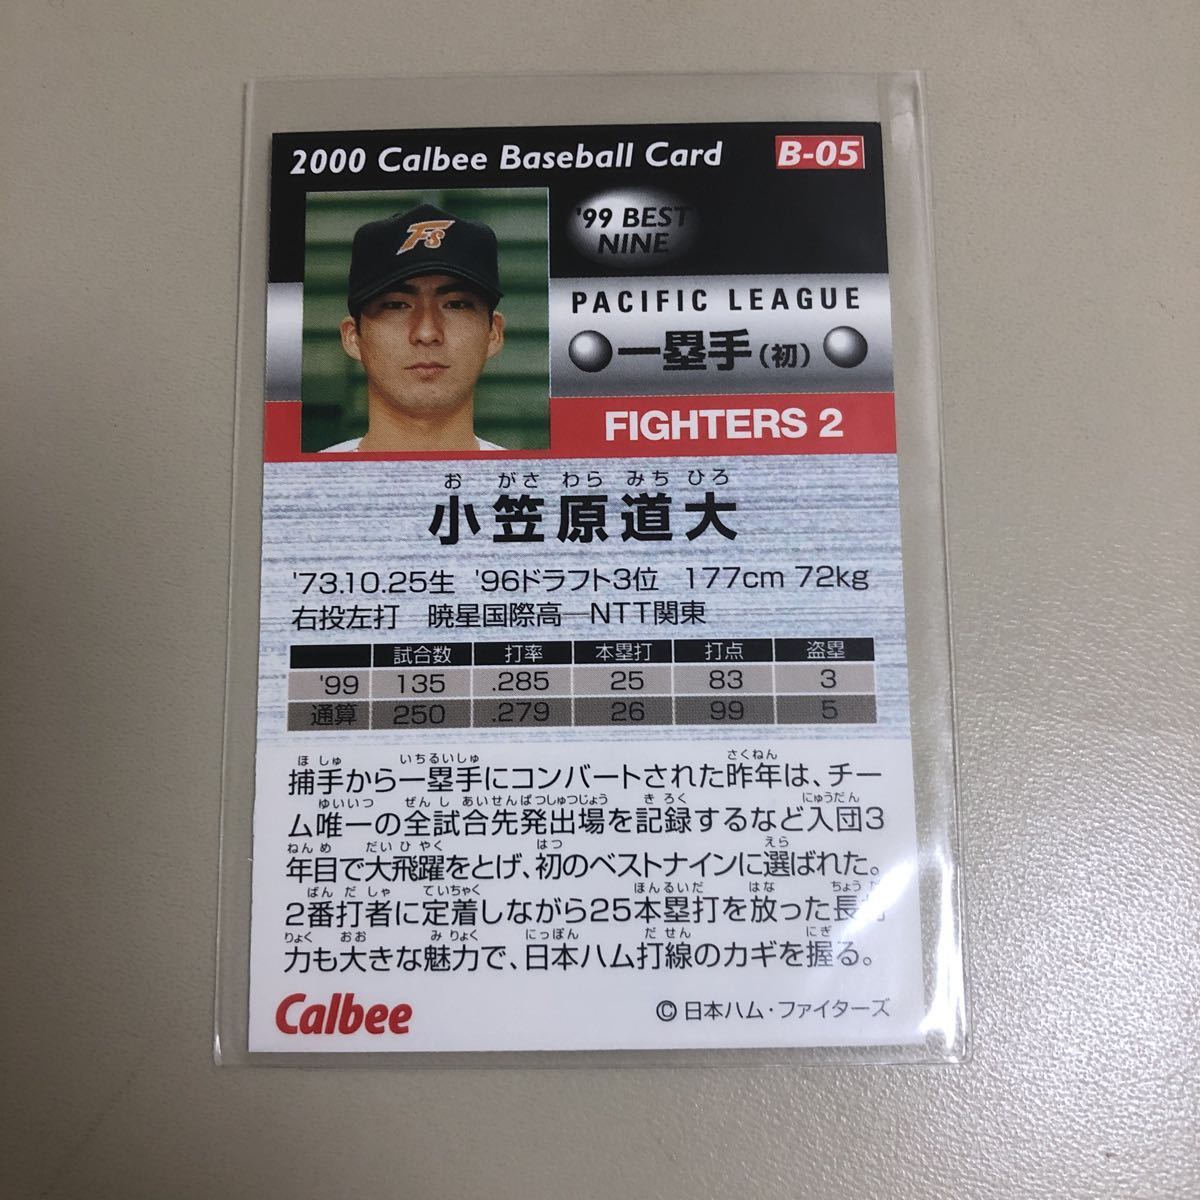 2000 Calbee Baseball Card B-05
Fs
'99 BEST
NINE
PACIFIC LEAGUE
一塁手(初)
FIGHTERS 2
お がさ わら みち ひろ
小笠原道大
'73.10.25生 '96ドラフト3位 177cm 72kg
右投左打 暁星国際高—NTT関東
試合数 打率 本塁打 打点 盗塁
'99 135 .285 25 83 3
通算 250 .279 26 99 5
ほ しゅ いちるいしゅ さくねん
捕手から一塁手にコンバートされた昨年は、チー
ゆいいつ ぜん し あいせんぱつしゅつじょう き ろく にゅうだん
ム唯一の全試合先発出場を記録するなど入団3
ねん め だい ひ やく はつ えら
年目で大飛躍をとげ、初のベストナインに選ばれた。
ばん だ しゃ ていちゃく ほんるいだ はな ちょう だ
2番打者に定着しながら25本塁打を放った長打
りょく おお み りょく にっぽん だ せん にぎ
力も大きな魅力で、日本ハム打線のカギを握る。
Calbee
© 日本ハム・ファイターズ